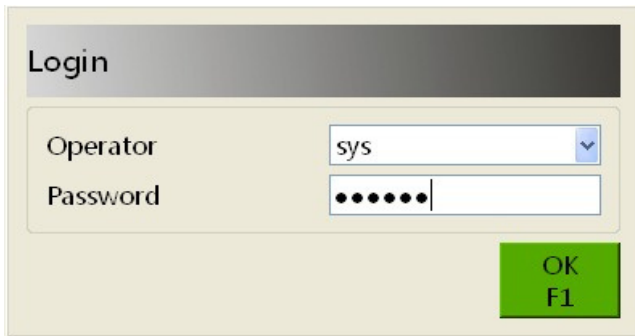 Login
Operator sys
Password ●●●●●●
OK
F1